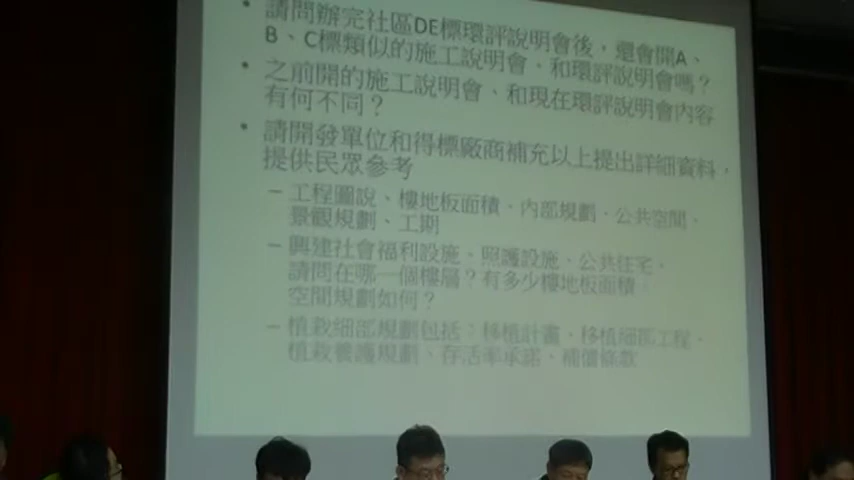 • 請問辦完社區DE標環評說明會後，還會開A、
B、C標類似的施工說明會、和環評說明會嗎？
• 之前開的施工說明會、和現在環評說明會內容
有何不同？
• 請開發單位和得標廠商補充以上提出詳細資料，
提供民眾參考
– 工程圖說、樓地板面積、內部規劃、公共空間、
景觀規劃、工期
– 興建社會福利設施、照護設施、公共住宅，
請問在哪一個樓層？有多少樓地板面積
空間規劃如何？
– 植栽細部規劃包括：移植計畫、移植細部工程、
植栽養護規劃、存活率承諾、補償條款